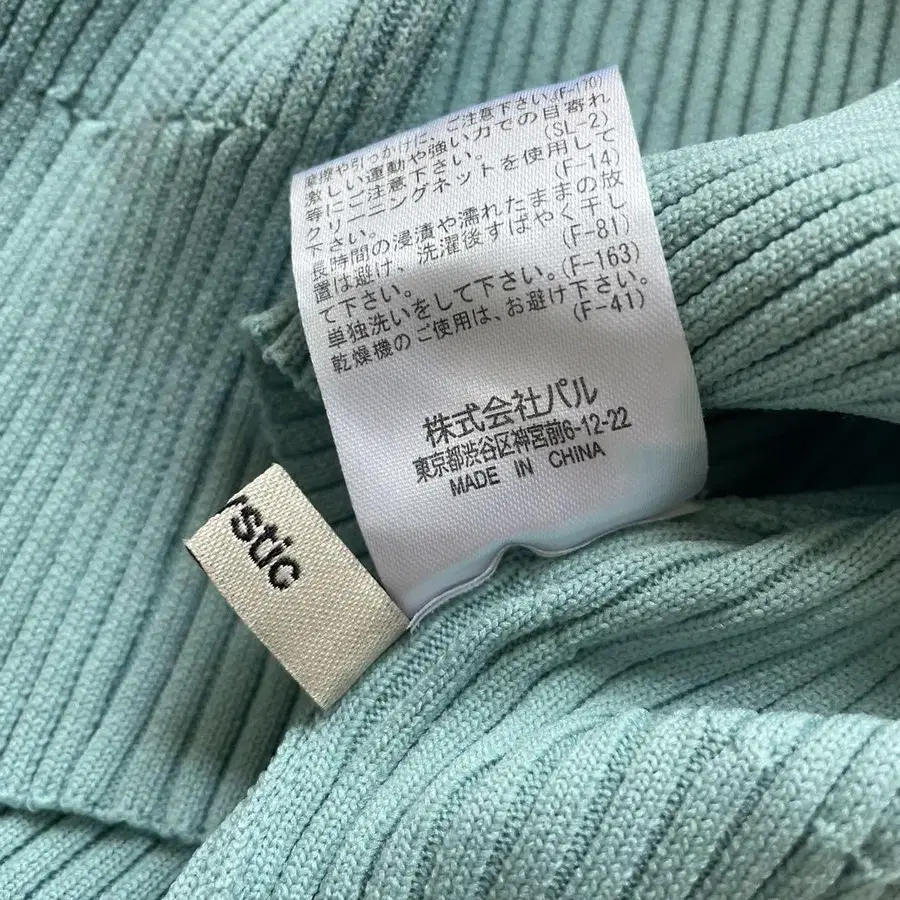 摩擦や引っかけに、ご注意下さい。(F-170)
激しい運動や強い力での目寄れ
等にご注意下さい。 (SL-2)
クリーニングネットを使用して
下さい。 (F-14)
長時間の浸漬や濡れたままの放
置は避け、洗濯後すばやく干し
て下さい。 (F-81)
単独洗いをして下さい。(F-163)
乾燥機のご使用は、お避け下さい。
(F-41)
株式会社パル
東京都渋谷区神宮前6-12-22
MADE IN CHINA
rstic